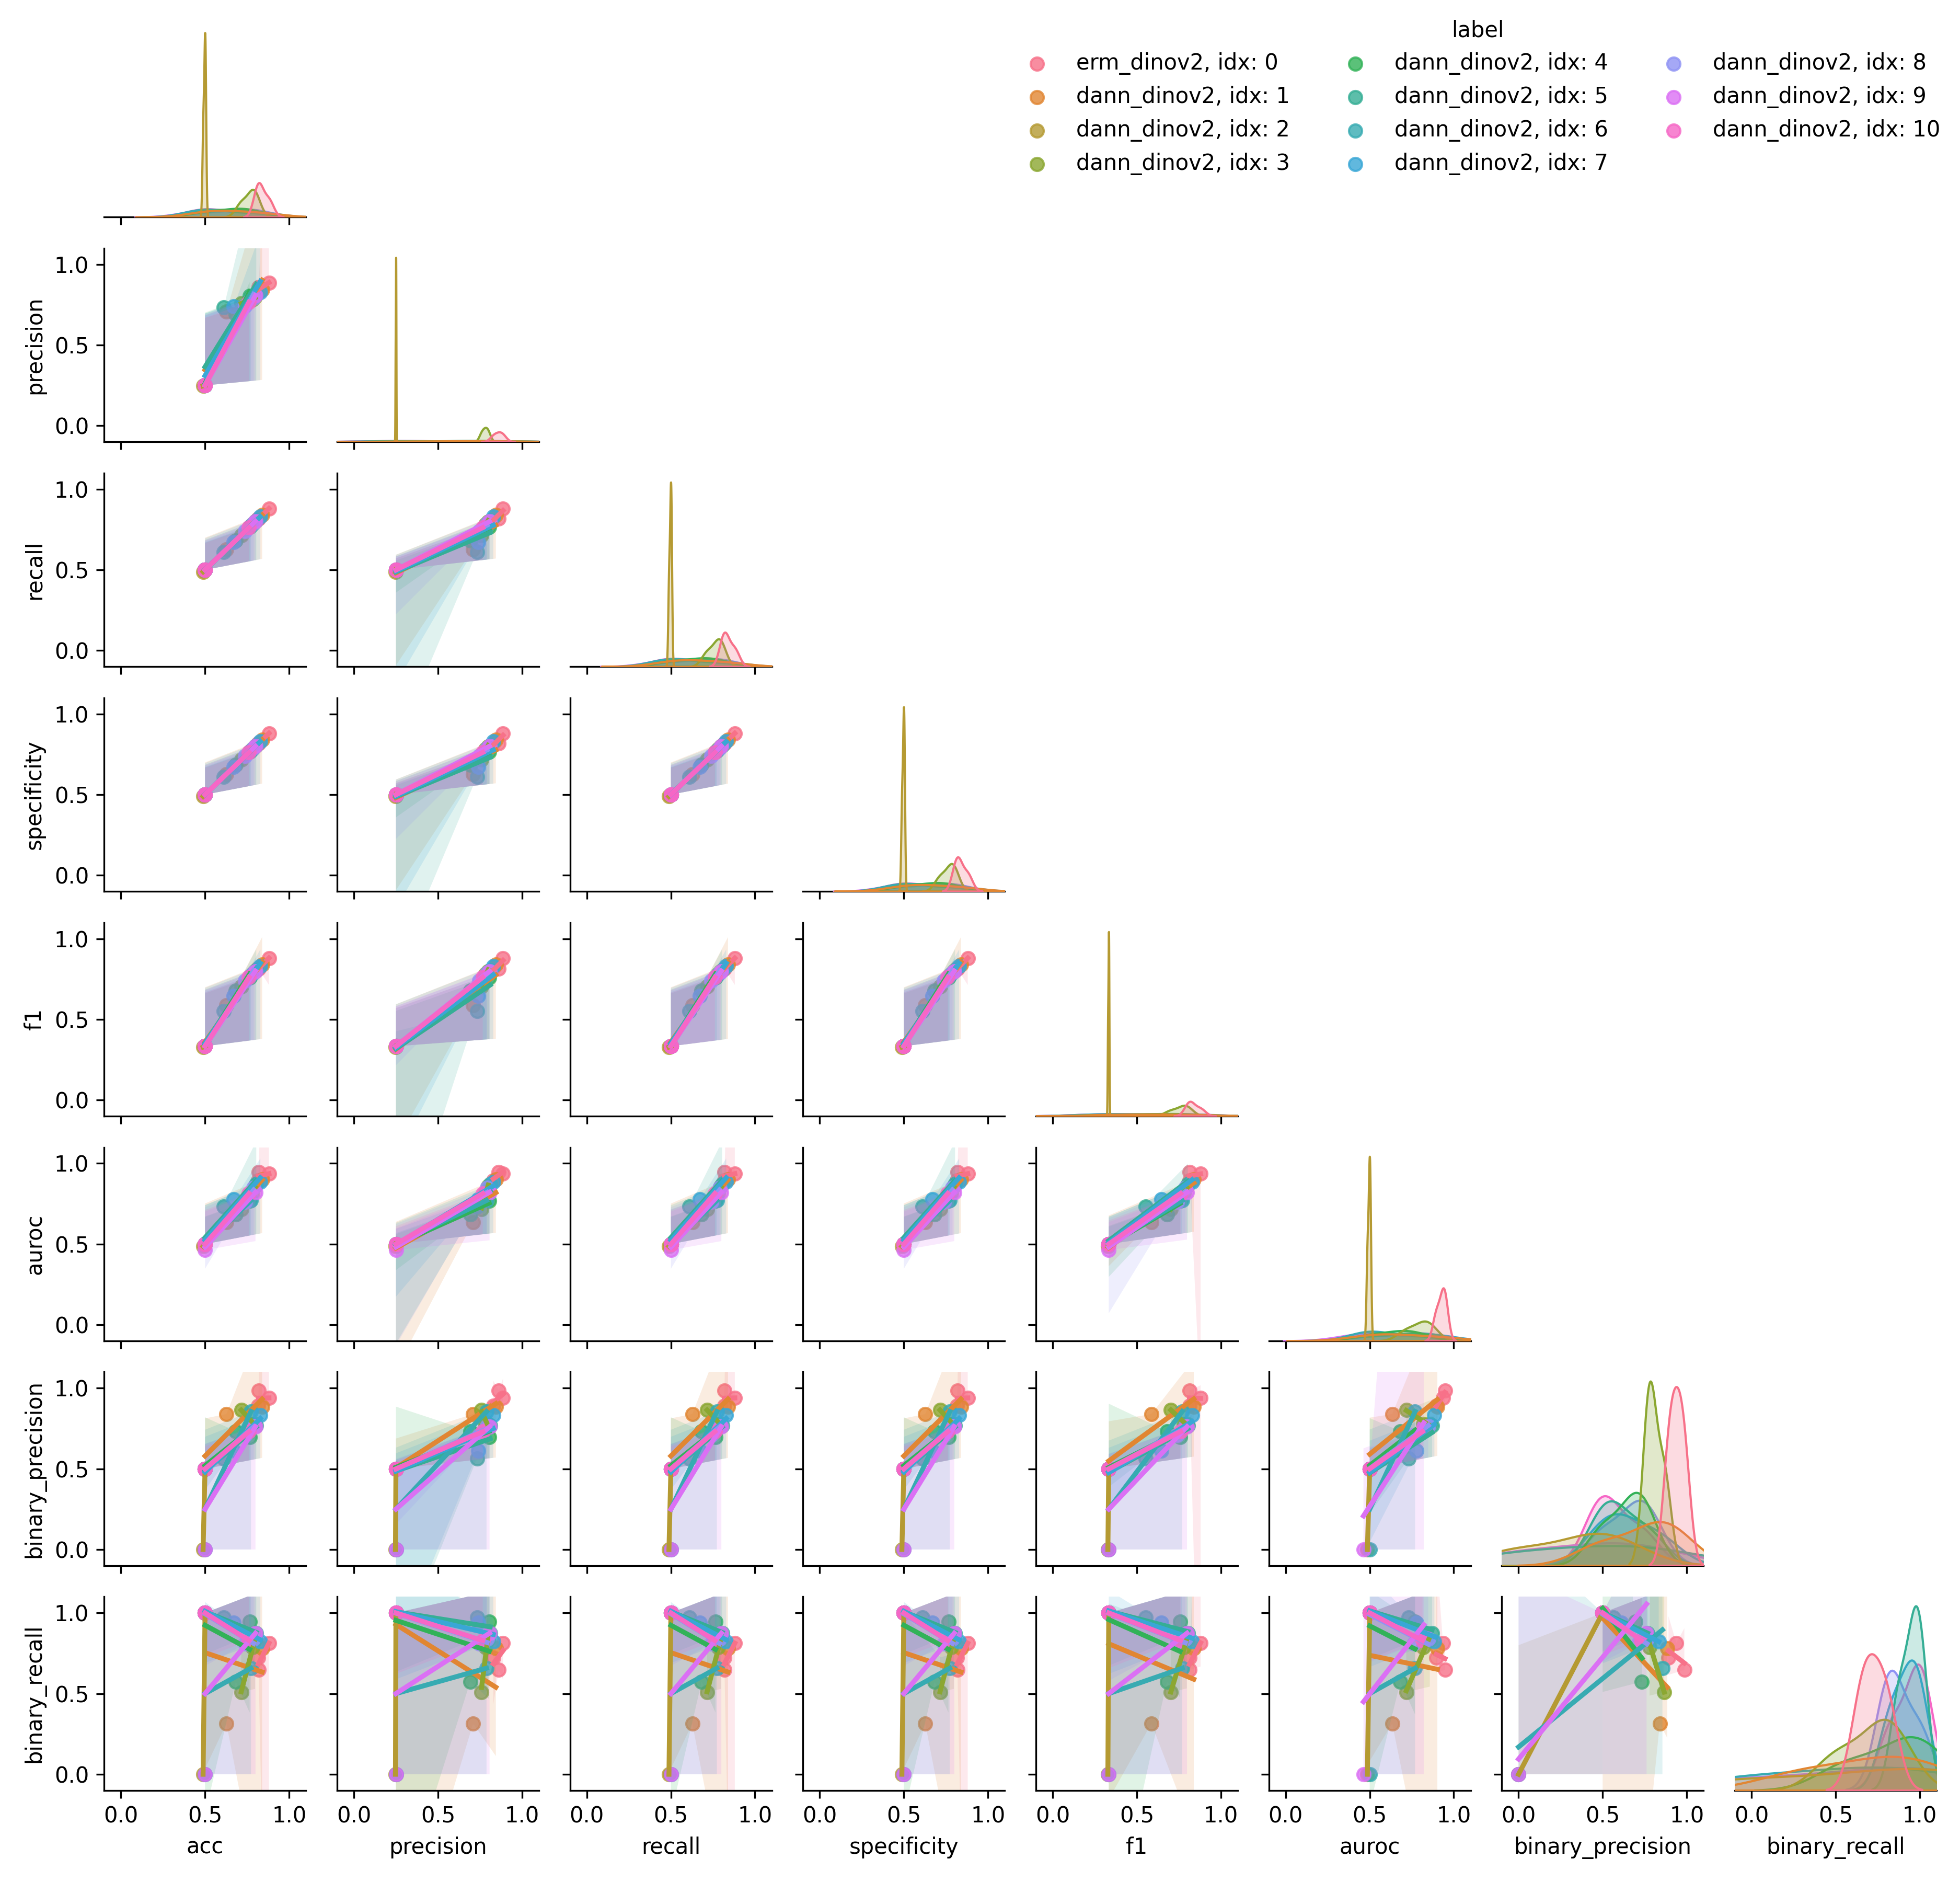 label
erm_dinov2, idx: 0
dann_dinov2, idx: 1
dann_dinov2, idx: 2
dann_dinov2, idx: 3
dann_dinov2, idx: 4
dann_dinov2, idx: 5
dann_dinov2, idx: 6
dann_dinov2, idx: 7
dann_dinov2, idx: 8
dann_dinov2, idx: 9
dann_dinov2, idx: 10
precision
1.0
0.5
0.0
recall
1.0
0.5
0.0
specificity
1.0
0.5
0.0
f1
1.0
0.5
0.0
auroc
1.0
0.5
0.0
binary_precision
1.0
0.5
0.0
binary_recall
1.0
0.5
0.0
0.0 0.5 1.0 0.0 0.5 1.0 0.0 0.5 1.0 0.0 0.5 1.0 0.0 0.5 1.0 0.0 0.5 1.0 0.0 0.5 1.0 0.0 0.5 1.0
acc precision recall specificity f1 auroc binary_precision binary_recall